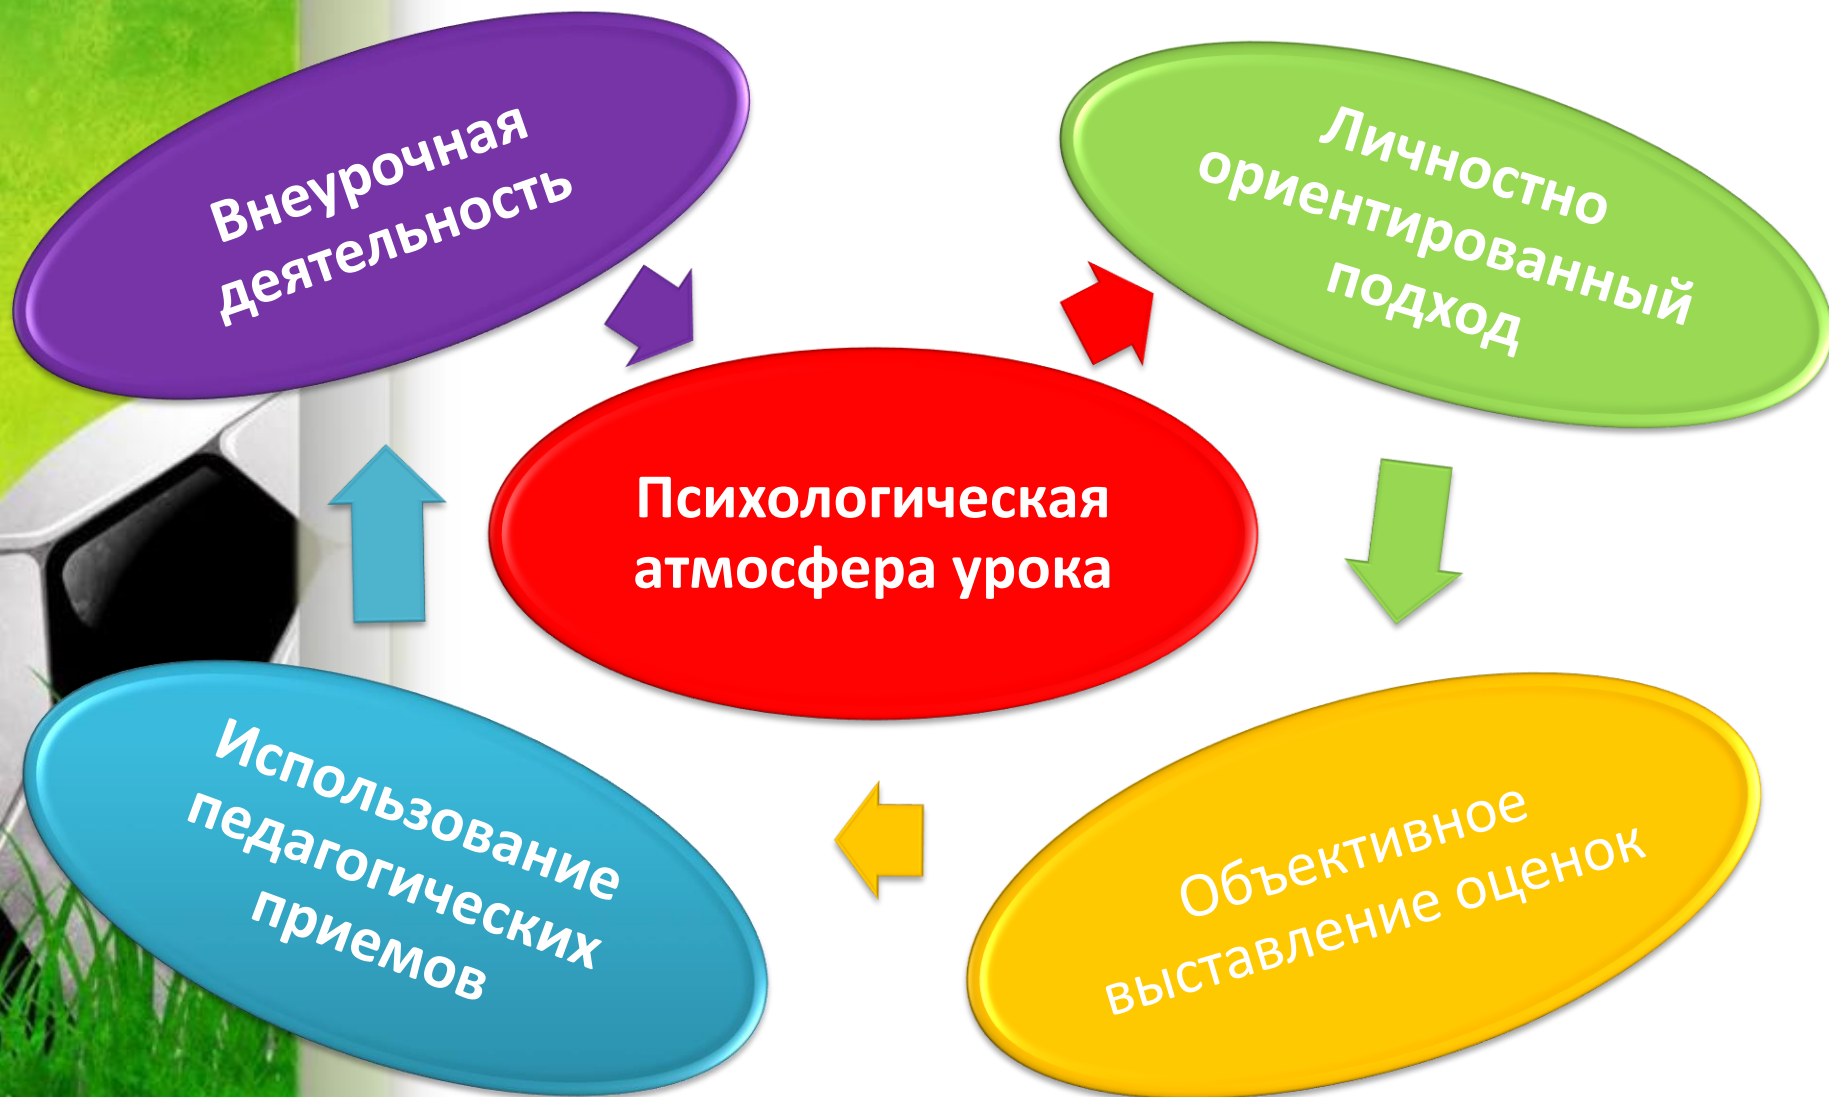 Внеурочная
деятельность
Личностно
ориентированный
подход
Психологическая
атмосфера урока
Использование
педагогических
приемов
Объективное
выставление оценок